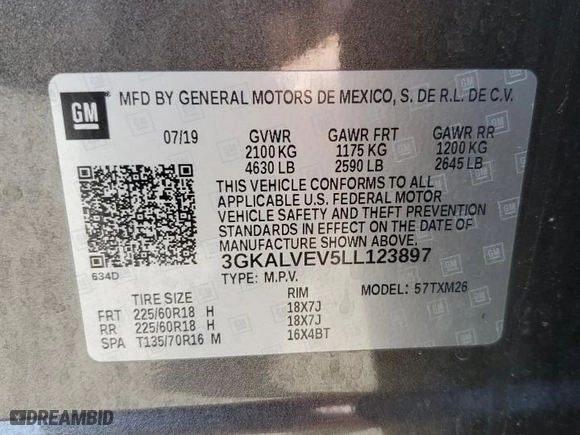 GM
MFD BY GENERAL MOTORS DE MEXICO, S. DE R.L. DE C.V.
07/19 GVWR GAWR FRT GAWR RR
2100 KG 1175 KG 1200 KG
4630 LB 2590 LB 2645 LB
THIS VEHICLE CONFORMS TO ALL
APPLICABLE U.S. FEDERAL MOTOR
VEHICLE SAFETY AND THEFT PREVENTION
STANDARDS IN EFFECT ON THE DATE OF
MANUFACTURE SHOWN ABOVE.
634D
3GKALVEV5LL123897
TYPE: M.P.V.
MODEL: 57TXM26
TIRE SIZE RIM
FRT 225/60R18 H 18X7J
RR 225/60R18 H 18X7J
SPA T135/70R16 M 16X4BT
DREAMBID